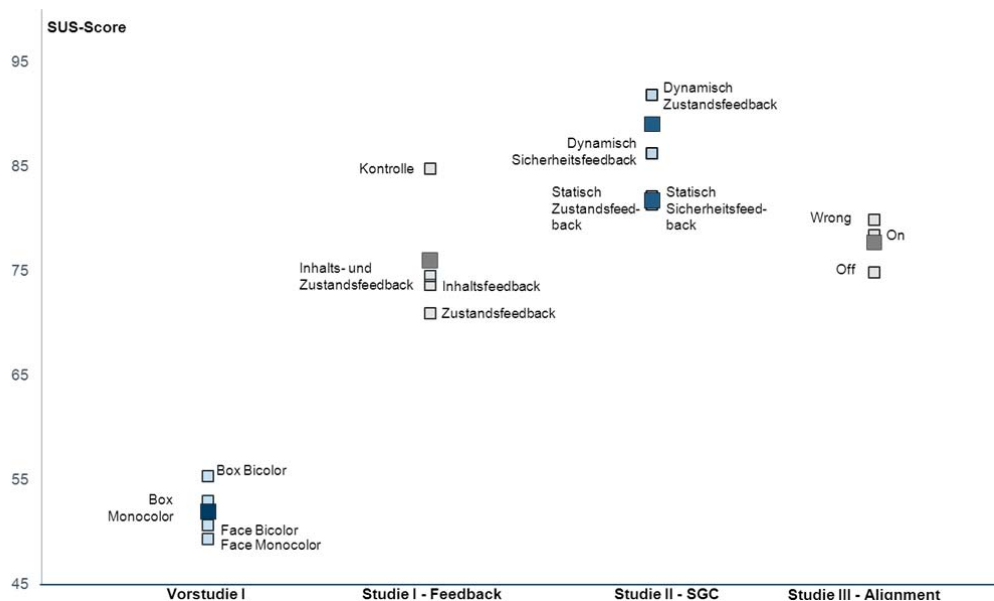 SUS-Score
95
Dynamisch
Zustandsfeedback
Dynamisch
Sicherheitsfeedback
85
Kontrolle
Statisch
Zustandsfeed-
back
Statisch
Sicherheitsfeed-
back
Wrong
On
Off
75
Inhalts- und
Zustandsfeedback
Inhaltsfeedback
Zustandsfeedback
65
55
Box Bicolor
Box
Monocolor
Face Bicolor
Face Monocolor
45
Vorstudie I
Studie I - Feedback
Studie II - SGC
Studie III - Alignment